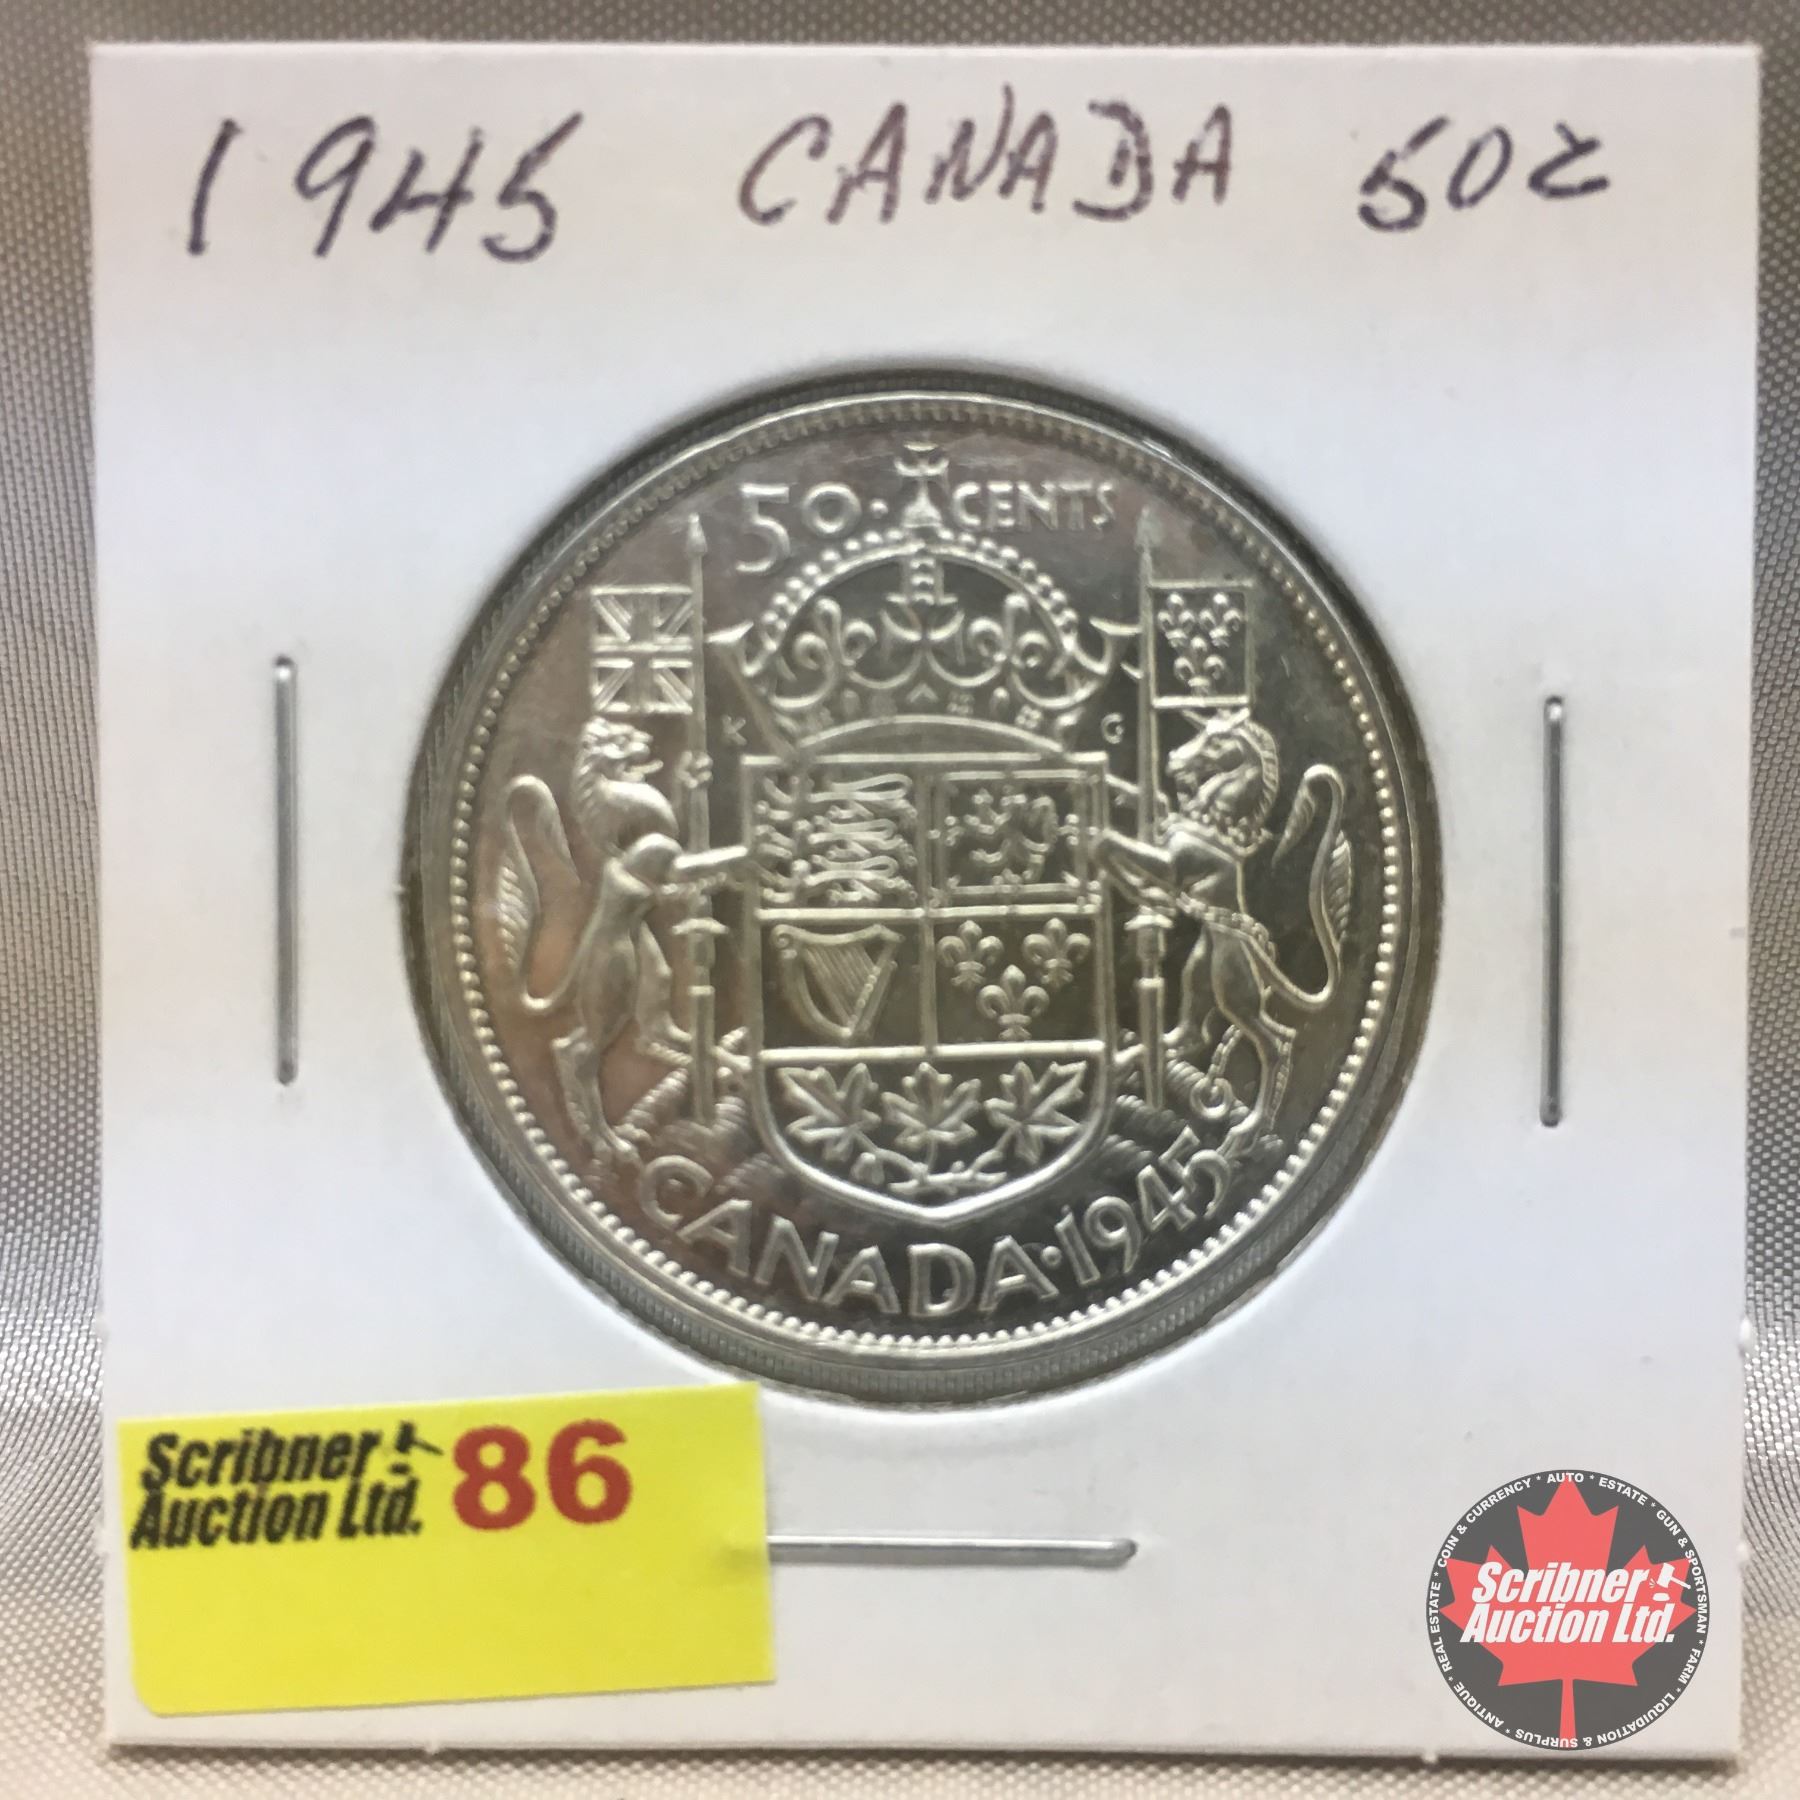 1945 CANADA 50¢
50 · CENTS
K G
CANADA · 1945
Scribner
Auction Ltd.
86
* COIN & CURRENCY * AUTO * ESTATE * GUN & SPORTSMAN * FARM * LIQUIDATION & SURPLUS * ANTIQUE * REAL ESTATE
Scribner
Auction Ltd.